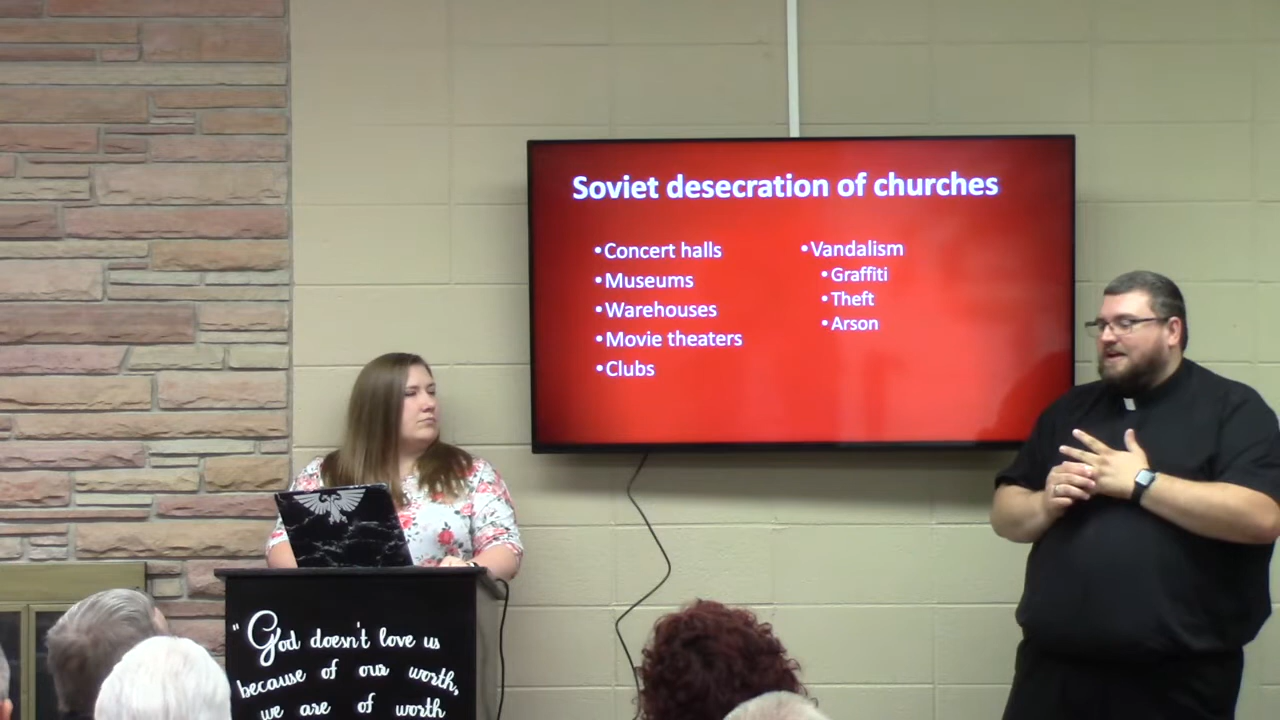 Soviet desecration of churches
•Concert halls
•Museums
•Warehouses
•Movie theaters
•Clubs
•Vandalism
•Graffiti
•Theft
•Arson
"God doesn't love us
because of our worth,
we are of worth